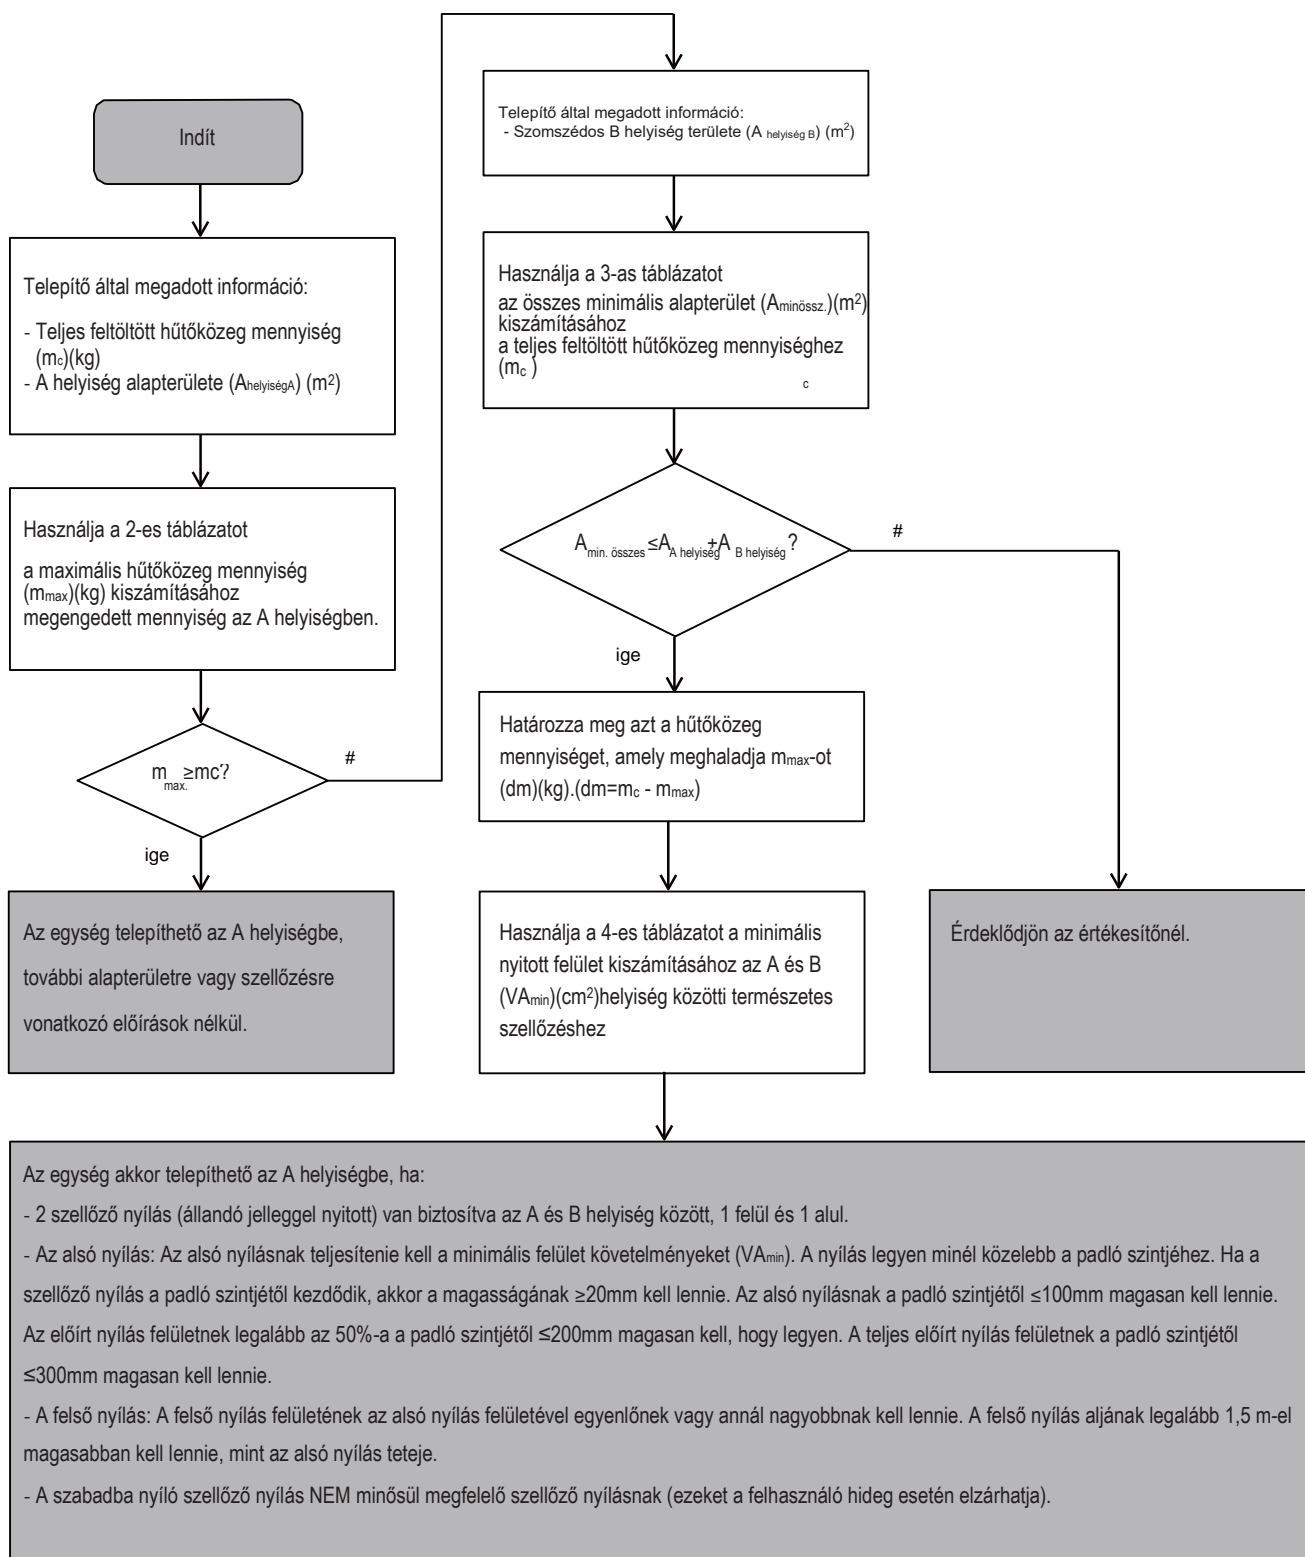 Indít
Telepítő által megadott információ:
- Teljes feltöltött hűtőközeg mennyiség
(mc)(kg)
- A helyiség alapterülete (AhelyiségA) (m²)
Használja a 2-es táblázatot
a maximális hűtőközeg mennyiség
(mmax)(kg) kiszámításához
megengedett mennyiség az A helyiségben.
m max. ≥mc?
#
ige
Az egység telepíthető az A helyiségbe,
további alapterületre vagy szellőzésre
vonatkozó előírások nélkül.
Telepítő által megadott információ:
- Szomszédos B helyiség területe (A helyiség B) (m²)
Használja a 3-as táblázatot
az összes minimális alapterület (Aminössz.)(m²)
kiszámításához
a teljes feltöltött hűtőközeg mennyiséghez
(mc )
c
A min. összes ≤A A helyiség +A B helyiség ?
#
ige
Határozza meg azt a hűtőközeg
mennyiséget, amely meghaladja mmax-ot
(dm)(kg).(dm=mc - mmax)
Használja a 4-es táblázatot a minimális
nyitott felület kiszámításához az A és B
(VAmin)(cm²)helyiség közötti természetes
szellőzéshez
Érdeklődjön az értékesítőnél.
Az egység akkor telepíthető az A helyiségbe, ha:
- 2 szellőző nyílás (állandó jelleggel nyitott) van biztosítva az A és B helyiség között, 1 felül és 1 alul.
- Az alsó nyílás: Az alsó nyílásnak teljesítenie kell a minimális felület követelményeket (VAmin). A nyílás legyen minél közelebb a padló szintjéhez. Ha a
szellőző nyílás a padló szintjétől kezdődik, akkor a magasságának ≥20mm kell lennie. Az alsó nyílásnak a padló szintjétől ≤100mm magasan kell lennie.
Az előírt nyílás felületnek legalább az 50%-a a padló szintjétől ≤200mm magasan kell, hogy legyen. A teljes előírt nyílás felületnek a padló szintjétől
≤300mm magasan kell lennie.
- A felső nyílás: A felső nyílás felületének az alsó nyílás felületével egyenlőnek vagy annál nagyobbnak kell lennie. A felső nyílás aljának legalább 1,5 m-el
magasabban kell lennie, mint az alsó nyílás teteje.
- A szabadba nyíló szellőző nyílás NEM minősül megfelelő szellőző nyílásnak (ezeket a felhasználó hideg esetén elzárhatja).